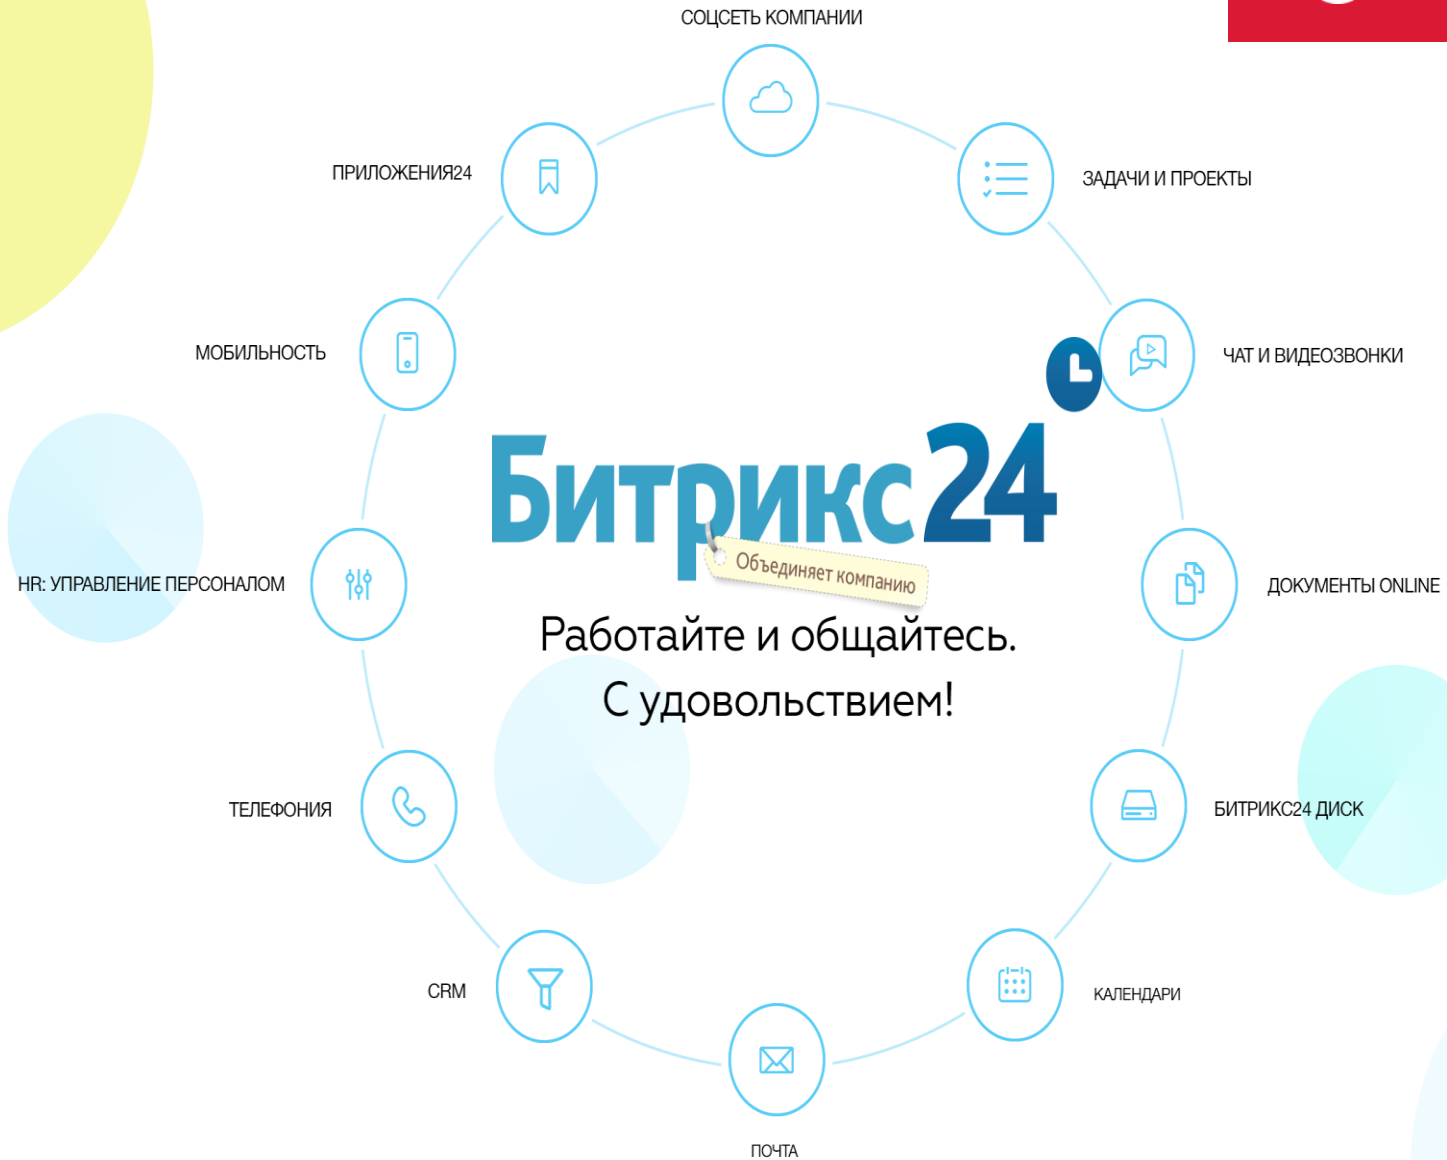 СОЦСЕТЬ КОМПАНИИ
ПРИЛОЖЕНИЯ24
ЗАДАЧИ И ПРОЕКТЫ
МОБИЛЬНОСТЬ
ЧАТ И ВИДЕОЗВОНКИ
Битрикс24
Объединяет компанию
HR: УПРАВЛЕНИЕ ПЕРСОНАЛОМ
ДОКУМЕНТЫ ONLINE
Работайте и общайтесь.
С удовольствием!
ТЕЛЕФОНИЯ
БИТРИКС24 ДИСК
CRM
КАЛЕНДАРИ
ПОЧТА